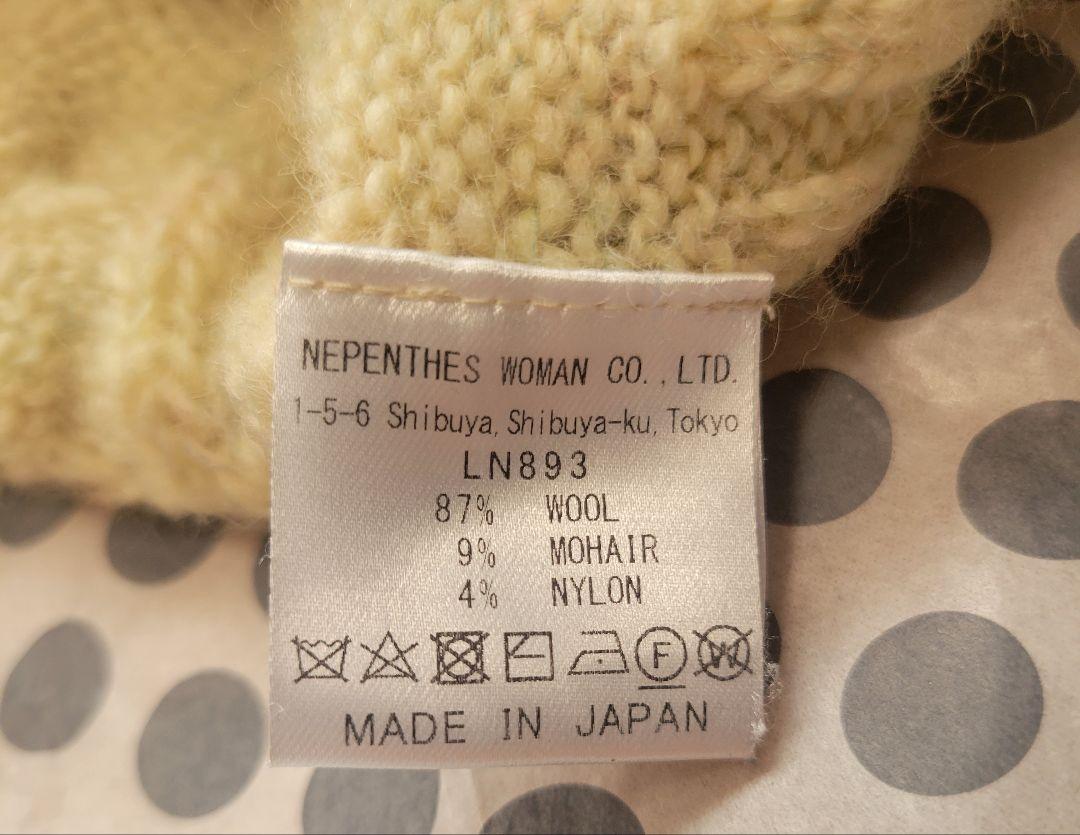 NEPENTHES WOMAN CO.,LTD.
1-5-6 Shibuya, Shibuya-ku, Tokyo
LN893
87% WOOL
9% MOHAIR
4% NYLON
F W
MADE IN JAPAN